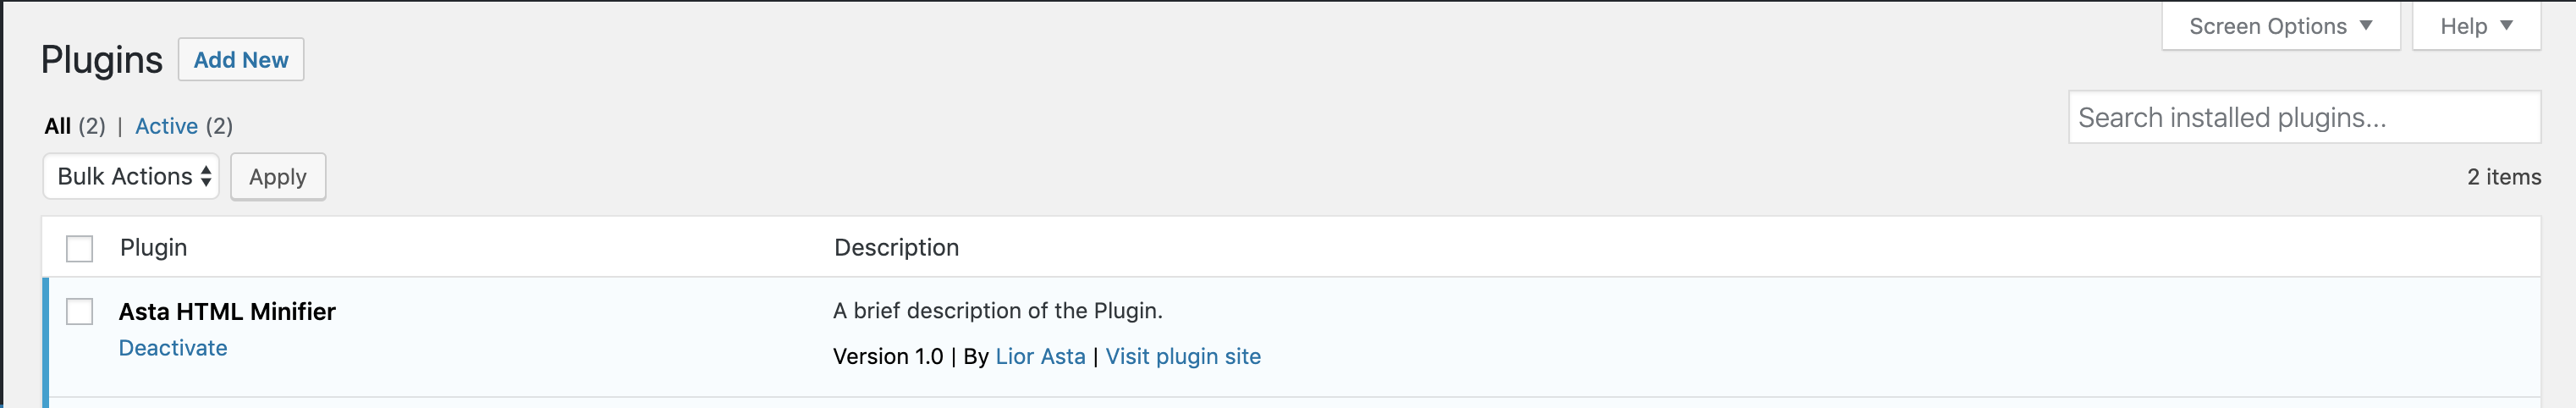 Screen Options ▼ Help ▼
Plugins Add New
All (2) | Active (2)
Search installed plugins...
Bulk Actions Apply
2 items
Plugin Description
Asta HTML Minifier A brief description of the Plugin.
Deactivate
Version 1.0 | By Lior Asta | Visit plugin site